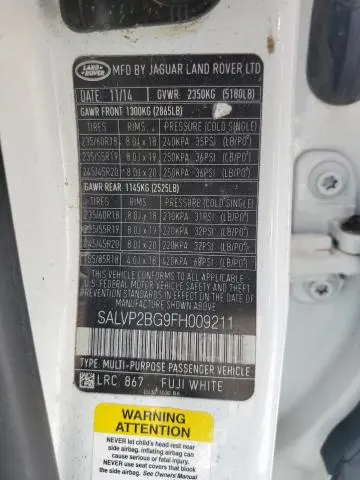 LAND ROVER
MFD BY JAGUAR LAND ROVER LTD
DATE: 11/14 GVWR: 2350KG (5180LB)
GAWR FRONT 1300KG (2865LB)
TIRES RIMS PRESSURE (COLD SINGLE)
235/60R18 8.0J x 18 240KPA 35PSI (LB/PO²)
235/55R19 8.0J x 19 250KPA 36PSI (LB/PO²)
245/45R20 8.0J x 20 250KPA 36PSI (LB/PO²)
GAWR REAR: 1145KG (2525LB)
TIRES RIMS PRESSURE (COLD SINGLE)
235/60R18 8.0J x 18 210KPA 31PSI (LB/PO²)
235/55R19 8.0J x 19 220KPA 32PSI (LB/PO²)
245/45R20 8.0J x 20 220KPA 32PSI (LB/PO²)
155/85R18 4.0J x 18 420KPA (LB/PO²)
THIS VEHICLE CONFORMS TO ALL APPLICABLE
U.S. FEDERAL MOTOR VEHICLE SAFETY AND
THEFT PREVENTION STANDARDS IN EFFECT ON
THE DATE OF MANUFACTURE SHOWN ABOVE.
SALVP2BG9FH009211
TYPE: MULTI-PURPOSE PASSENGER VEHICLE
LRC 867 FUJI WHITE
WARNING
ATTENTION
NEVER let child's head rest near
side airbag. inflating airbag can
cause serious or fatal injury.
NEVER use seat covers that block
side airbag. See Owners Manual